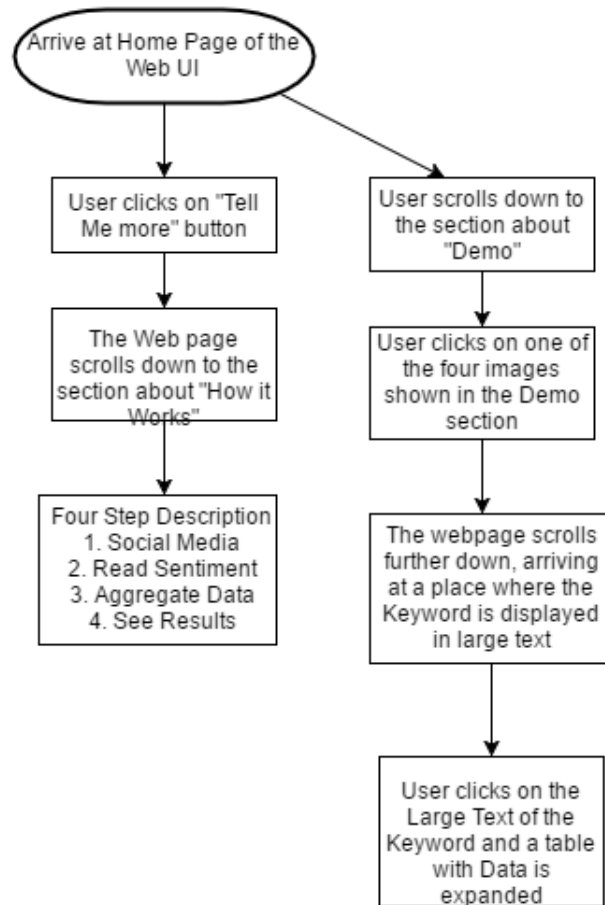 Arrive at Home Page of the
Web UI
User clicks on "Tell
Me more" button
The Web page
scrolls down to the
section about "How it
Works"
Four Step Description
1. Social Media
2. Read Sentiment
3. Aggregate Data
4. See Results
User scrolls down to
the section about
"Demo"
User clicks on one of
the four images
shown in the Demo
section
The webpage scrolls
further down, arriving
at a place where the
Keyword is displayed
in large text
User clicks on the
Large Text of the
Keyword and a table
with Data is
expanded